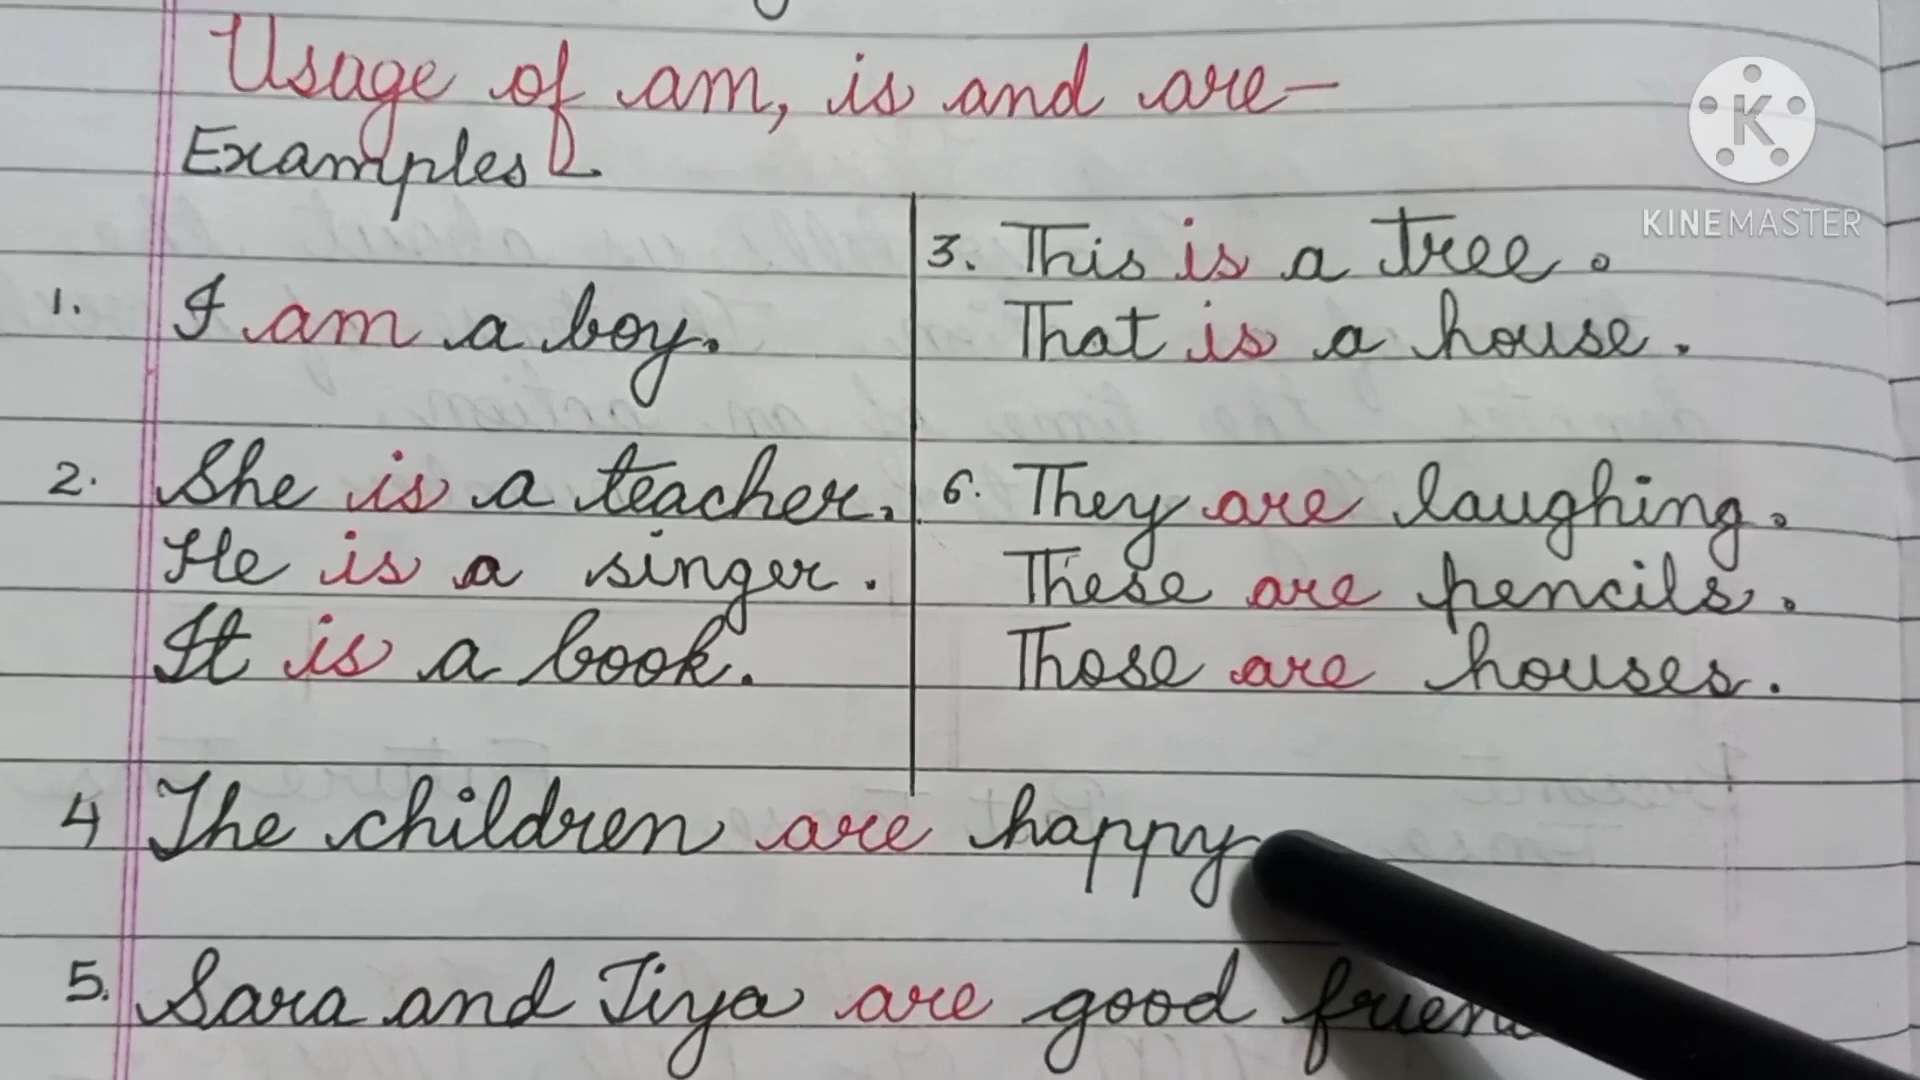 Usage of am, is and are—
Examples
1. I am a boy.
2. She is a teacher.
He is a singer.
It is a book.
3. This is a tree.
That is a house.
6. They are laughing.
These are pencils.
Those are houses.
4 The children are happy
5. Sara and Jiya are good
KINEMASTER